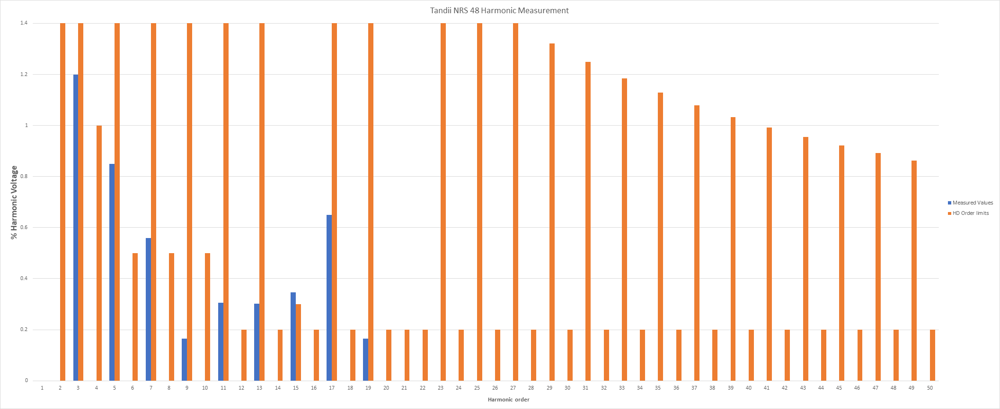 Tandii NRS 48 Harmonic Measurement
1.4
1.2
1
0.8
0.6
0.4
0.2
0
% Harmonic Voltage
1 2 3 4 5 6 7 8 9 10 11 12 13 14 15 16 17 18 19 20 21 22 23 24 25 26 27 28 29 30 31 32 33 34 35 36 37 38 39 40 41 42 43 44 45 46 47 48 49 50
Harmonic order
Measured Values
HD Order limits